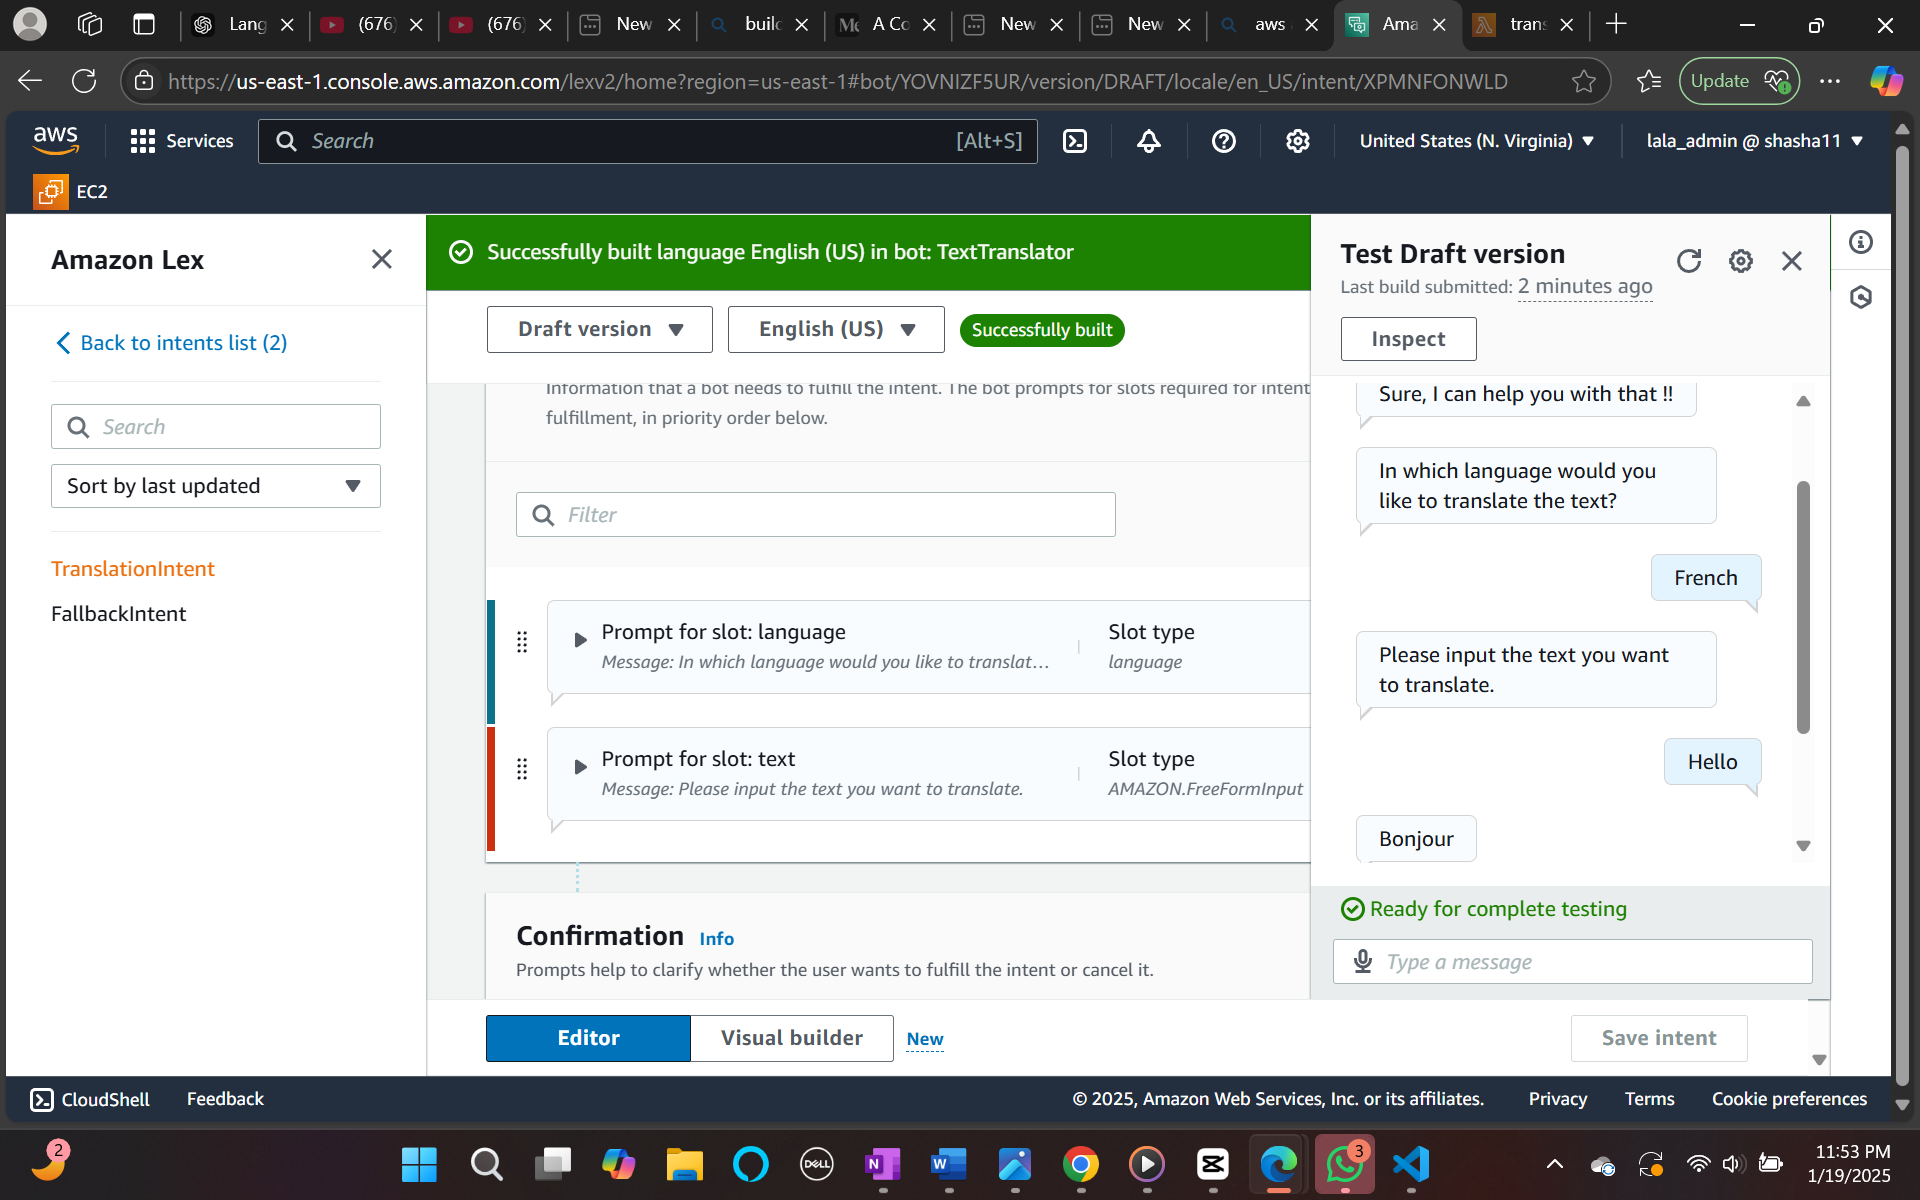 Lang
(676)
(676)
New
build
A Co
New
New
aws
Ama
trans
https://us-east-1.console.aws.amazon.com/lexv2/home?region=us-east-1#bot/YOVNIZF5UR/version/DRAFT/locale/en_US/intent/XPMNFONWLD
Update
aws
Services
Search
[Alt+S]
United States (N. Virginia)
lala_admin @ shasha11
EC2
Amazon Lex
Back to intents list (2)
Search
Sort by last updated
TranslationIntent
FallbackIntent
Successfully built language English (US) in bot: TextTranslator
Draft version
English (US)
Successfully built
Information that a bot needs to fulfill the intent. The bot prompts for slots required for intent
fulfillment, in priority order below.
Filter
Prompt for slot: language
Message: In which language would you like to translat...
Slot type
language
Prompt for slot: text
Message: Please input the text you want to translate.
Slot type
AMAZON.FreeFormInput
Confirmation Info
Prompts help to clarify whether the user wants to fulfill the intent or cancel it.
Editor
Visual builder
New
Save intent
Test Draft version
Last build submitted: 2 minutes ago
Inspect
Sure, I can help you with that !!
In which language would you
like to translate the text?
French
Please input the text you want
to translate.
Hello
Bonjour
Ready for complete testing
Type a message
CloudShell
Feedback
© 2025, Amazon Web Services, Inc. or its affiliates.
Privacy
Terms
Cookie preferences
2
DELL
N
W
3
11:53 PM
1/19/2025